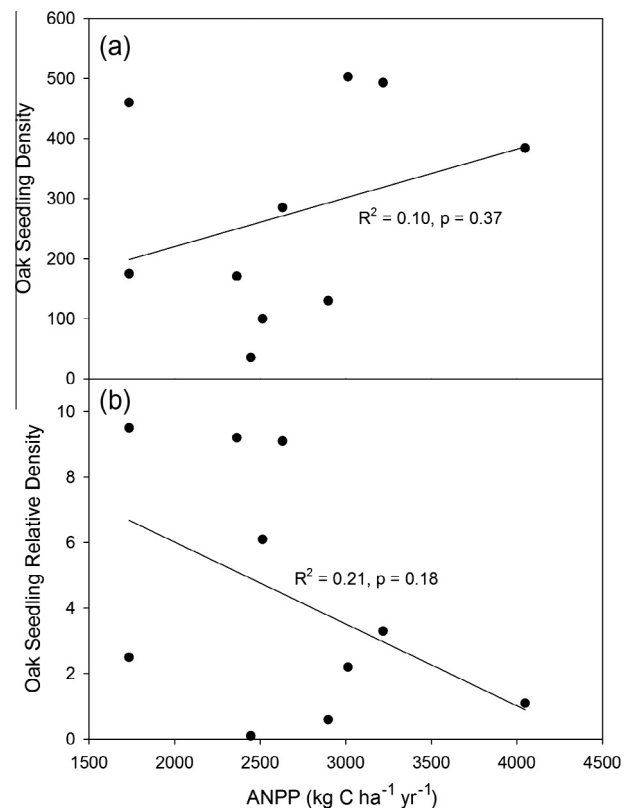 600
(a)
500
400
300
R² = 0.10, p = 0.37
200
100
0
Oak Seedling Density
(b)
10
8
6
R² = 0.21, p = 0.18
4
2
0
Oak Seedling Relative Density
1500 2000 2500 3000 3500 4000 4500
ANPP (kg C ha⁻¹ yr⁻¹)